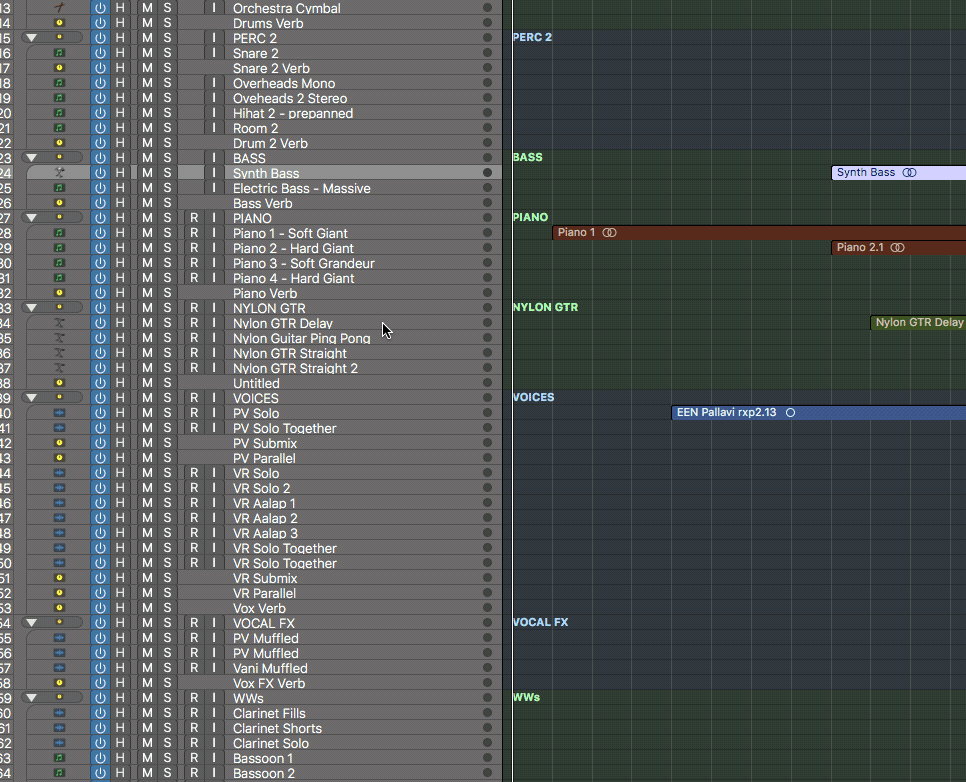 13 H M S I Orchestra Cymbal
14 H M S Drums Verb
15 H M S I PERC 2 PERC 2
16 H M S I Snare 2
17 H M S Snare 2 Verb
18 H M S I Overheads Mono
19 H M S I Oveheads 2 Stereo
20 H M S I Hihat 2 - prepanned
21 H M S I Room 2
22 H M S Drum 2 Verb
23 H M S I BASS BASS
24 H M S I Synth Bass Synth Bass
25 H M S I Electric Bass - Massive
26 H M S Bass Verb
27 H M S R I PIANO PIANO
28 H M S R I Piano 1 - Soft Giant Piano 1
29 H M S R I Piano 2 - Hard Giant Piano 2.1
30 H M S R I Piano 3 - Soft Grandeur
31 H M S R I Piano 4 - Hard Giant
32 H M S Piano Verb
33 H M S R I NYLON GTR NYLON GTR
34 H M S R I Nylon GTR Delay Nylon GTR Delay
35 H M S R I Nylon Guitar Ping Pong
36 H M S R I Nylon GTR Straight
37 H M S R I Nylon GTR Straight 2
38 H M S Untitled
39 H M S R I VOICES VOICES
40 H M S R I PV Solo EEN Pallavi rxp2.13
41 H M S R I PV Solo Together
42 H M S PV Submix
43 H M S PV Parallel
44 H M S R I VR Solo
45 H M S R I VR Solo 2
46 H M S R I VR Aalap 1
47 H M S R I VR Aalap 2
48 H M S R I VR Aalap 3
49 H M S R I VR Solo Together
50 H M S R I VR Solo Together
51 H M S VR Submix
52 H M S VR Parallel
53 H M S Vox Verb
54 H M S R I VOCAL FX VOCAL FX
55 H M S R I PV Muffled
56 H M S R I PV Muffled
57 H M S R I Vani Muffled
58 H M S Vox FX Verb
59 H M S R I WWs WWs
60 H M S R I Clarinet Fills
61 H M S R I Clarinet Shorts
62 H M S R I Clarinet Solo
63 H M S R I Bassoon 1
64 H M S R I Bassoon 2